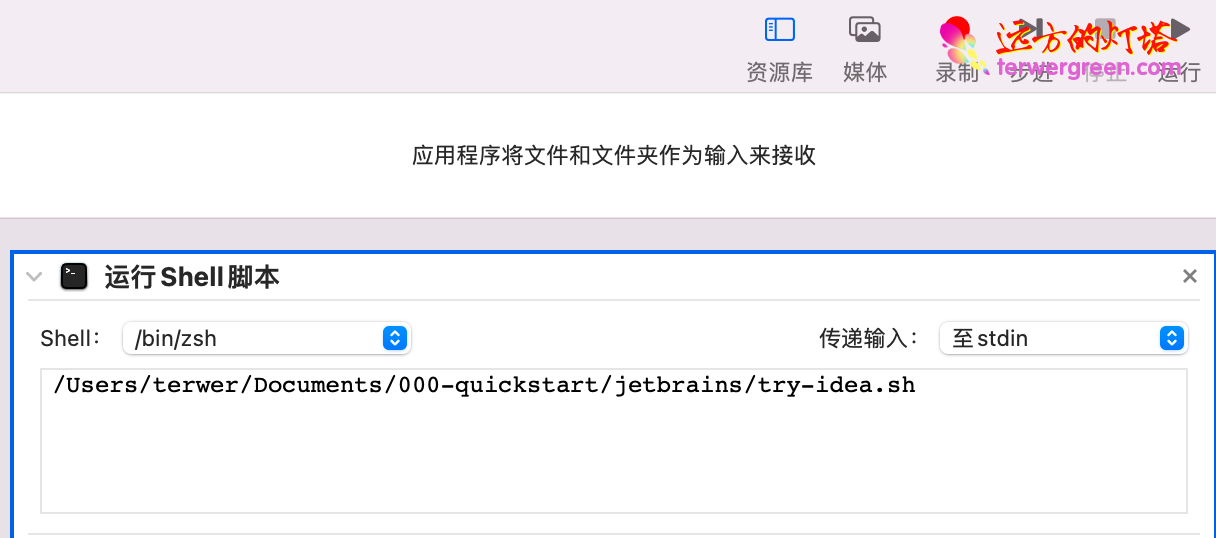 远方的灯塔
terwergreen.com
资源库 媒体 录制 步进 停止 运行
应用程序将文件和文件夹作为输入来接收
运行 Shell 脚本
Shell： /bin/zsh 传递输入： 至 stdin
/Users/terwer/Documents/000-quickstart/jetbrains/try-idea.sh